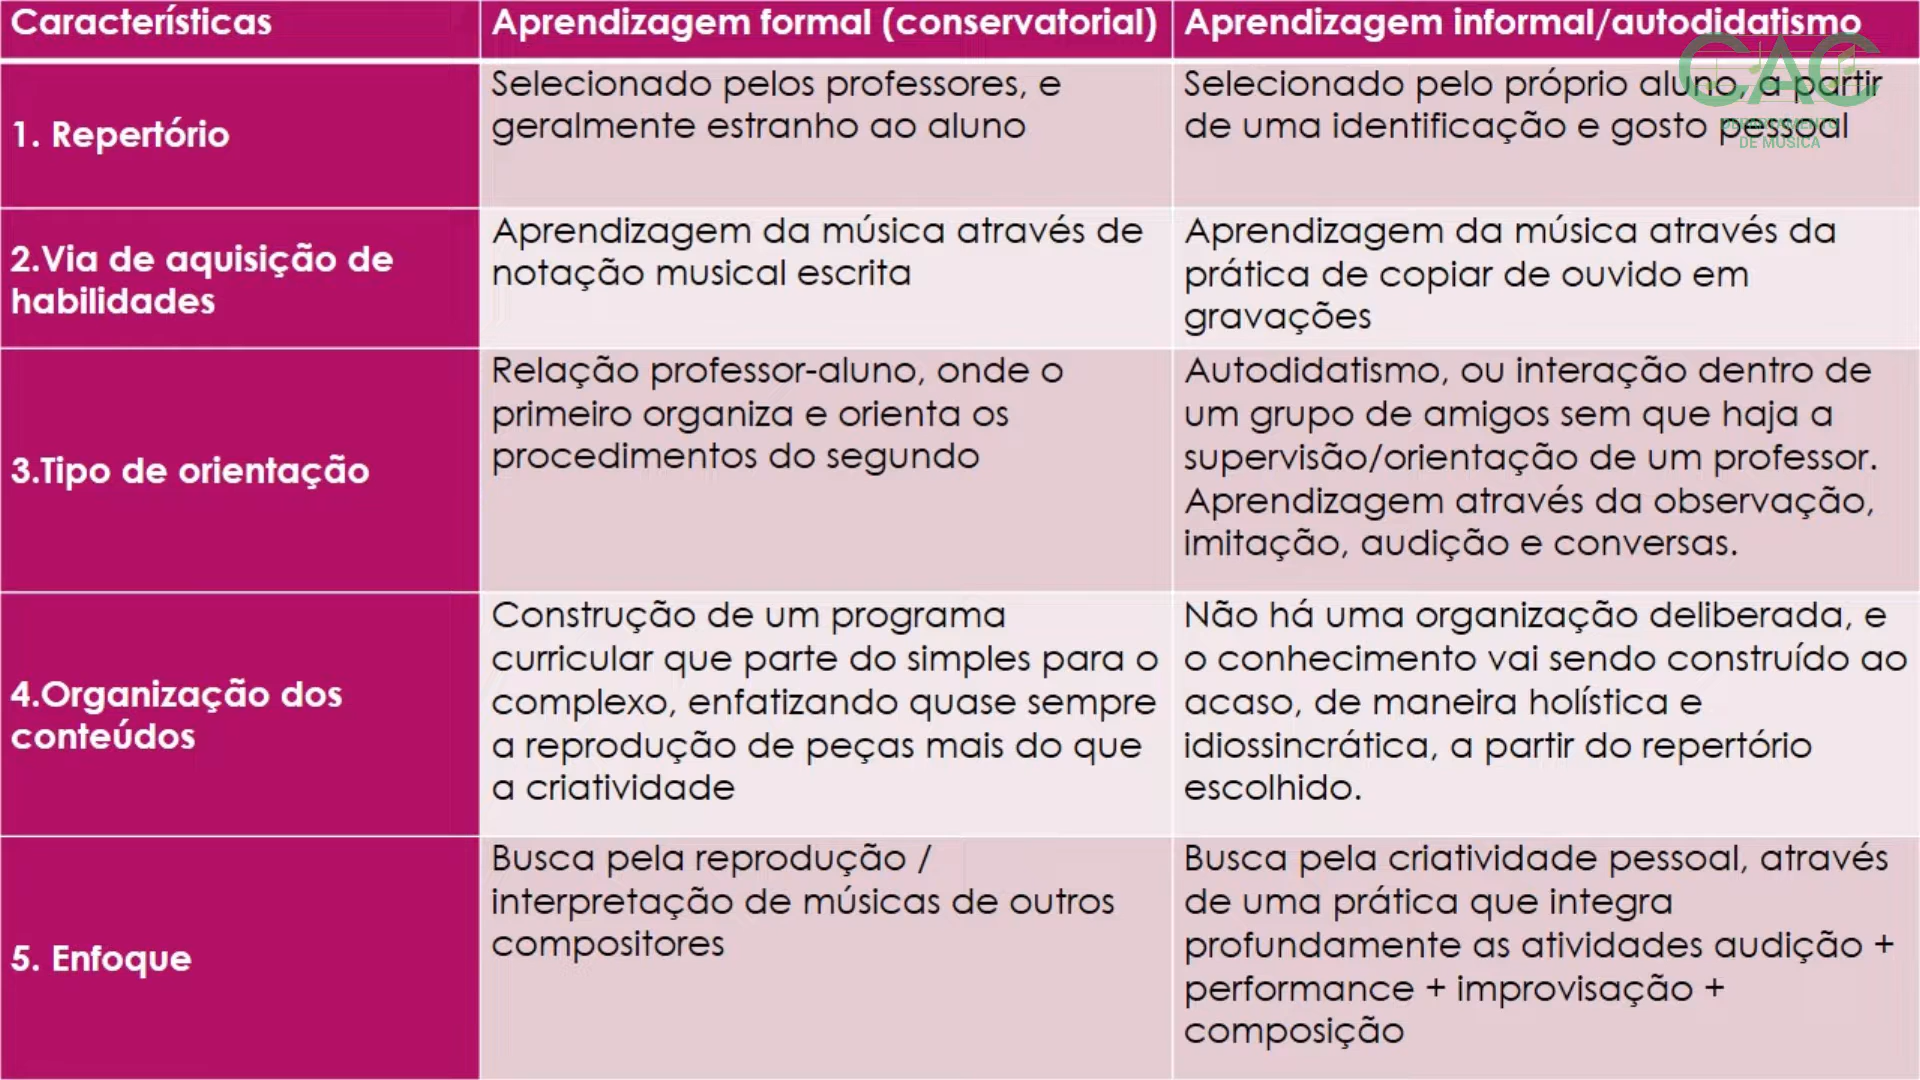 Características
Aprendizagem formal (conservatorial)
Aprendizagem informal/autodidatismo
1. Repertório
Selecionado pelos professores, e
geralmente estranho ao aluno
Selecionado pelo próprio aluno, a partir
de uma identificação e gosto pessoal
CAC
DEPARTAMENTO
DE MÚSICA
2.Via de aquisição de
habilidades
Aprendizagem da música através de
notação musical escrita
Aprendizagem da música através da
prática de copiar de ouvido em
gravações
3.Tipo de orientação
Relação professor-aluno, onde o
primeiro organiza e orienta os
procedimentos do segundo
Autodidatismo, ou interação dentro de
um grupo de amigos sem que haja a
supervisão/orientação de um professor.
Aprendizagem através da observação,
imitação, audição e conversas.
4.Organização dos
conteúdos
Construção de um programa
curricular que parte do simples para o
complexo, enfatizando quase sempre
a reprodução de peças mais do que
a criatividade
Não há uma organização deliberada, e
o conhecimento vai sendo construído ao
acaso, de maneira holística e
idiossincrática, a partir do repertório
escolhido.
5. Enfoque
Busca pela reprodução /
interpretação de músicas de outros
compositores
Busca pela criatividade pessoal, através
de uma prática que integra
profundamente as atividades audição +
performance + improvisação +
composição